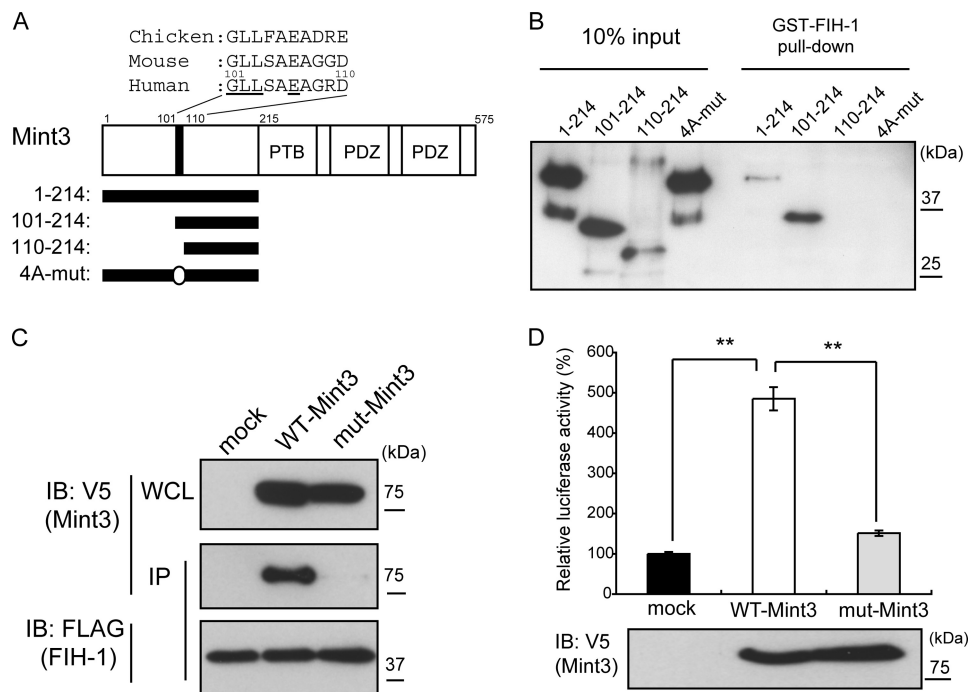 A
Chicken:GLLFAEADRE
Mouse :GLLSAEAGGD
101 110
Human :GLLSAEAGRD
1 101 110 215 575
Mint3
PTB PDZ PDZ
1-214:
101-214:
110-214:
4A-mut:
B
10% input
GST-FIH-1
pull-down
1-214 101-214 110-214 4A-mut 1-214 101-214 110-214 4A-mut
(kDa)
37
25
C
mock WT-Mint3 mut-Mint3
(kDa)
IB: V5
(Mint3)
WCL
75
IP
75
IB: FLAG
(FIH-1)
37
D
Relative luciferase activity (%)
600
500
400
300
200
100
0
** **
mock WT-Mint3 mut-Mint3
IB: V5
(Mint3)
(kDa)
75